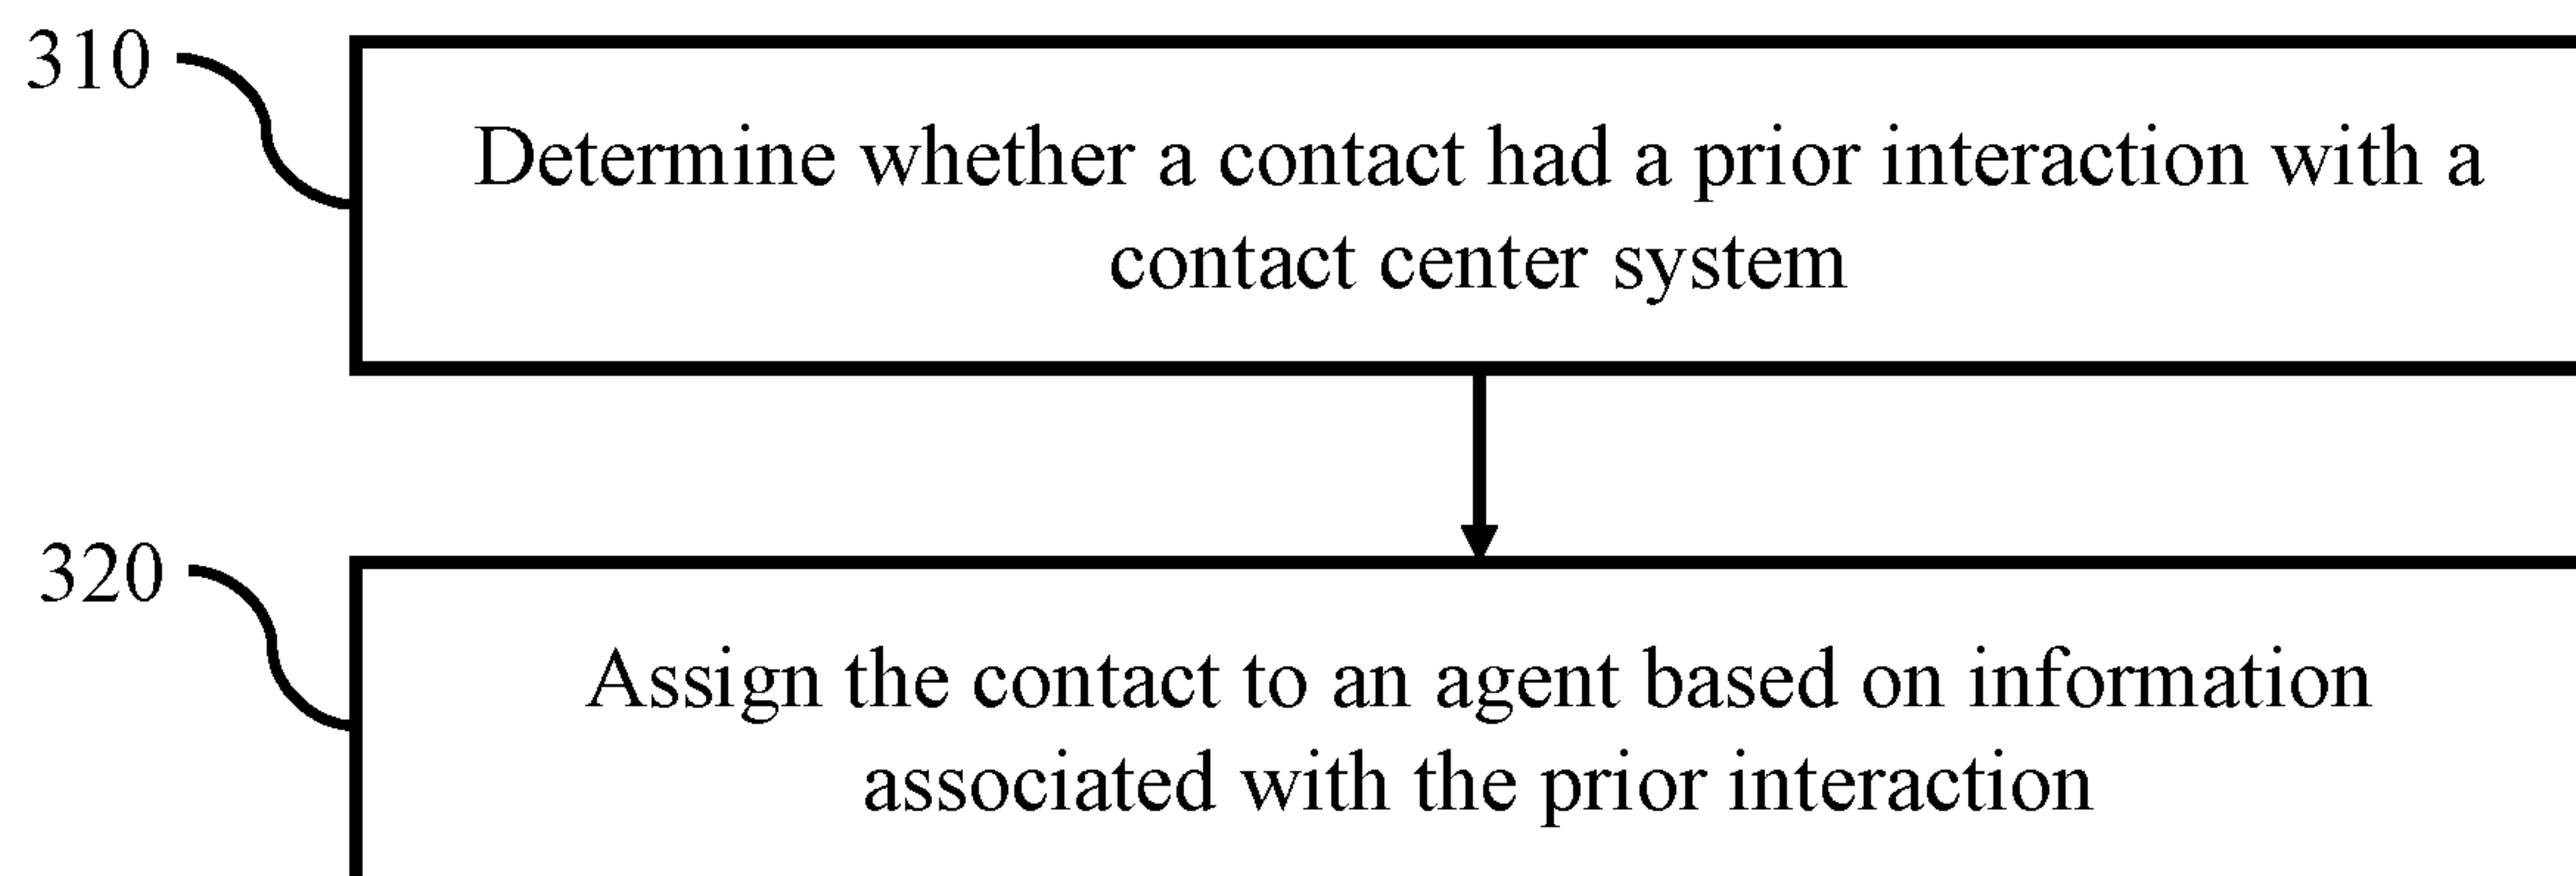 310
Determine whether a contact had a prior interaction with a
contact center system
320
Assign the contact to an agent based on information
associated with the prior interaction